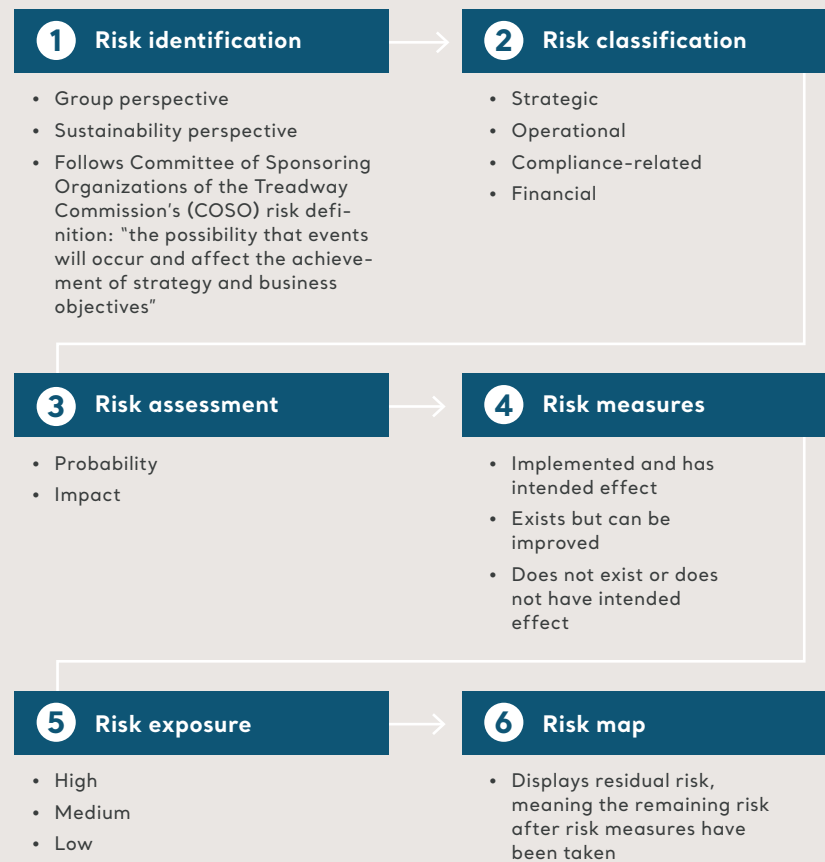 1 Risk identification
• Group perspective
• Sustainability perspective
• Follows Committee of Sponsoring
Organizations of the Treadway
Commission's (COSO) risk defi-
nition: "the possibility that events
will occur and affect the achieve-
ment of strategy and business
objectives"
2 Risk classification
• Strategic
• Operational
• Compliance-related
• Financial
3 Risk assessment
• Probability
• Impact
4 Risk measures
• Implemented and has
intended effect
• Exists but can be
improved
• Does not exist or does
not have intended
effect
5 Risk exposure
• High
• Medium
• Low
6 Risk map
• Displays residual risk,
meaning the remaining risk
after risk measures have
been taken